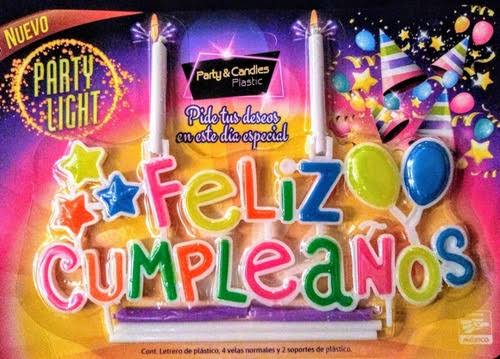 NUEVO
PARTY
LIGHT
Party & Candles
Plastic
Pide tus deseos
en este día especial
FELIZ
CUMPLEAÑOS
Cont. Letrero de plástico, 4 velas normales y 2 soportes de plástico.
MÉXICO